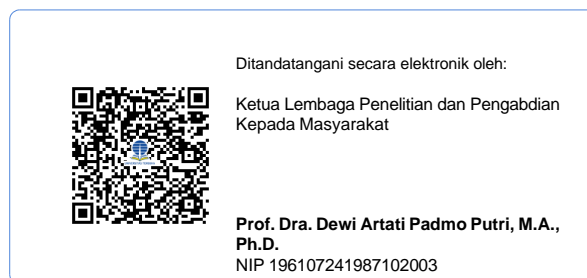 Ditandatangani secara elektronik oleh:
Ketua Lembaga Penelitian dan Pengabdian
Kepada Masyarakat
Prof. Dra. Dewi Artati Padmo Putri, M.A.,
Ph.D.
NIP 196107241987102003